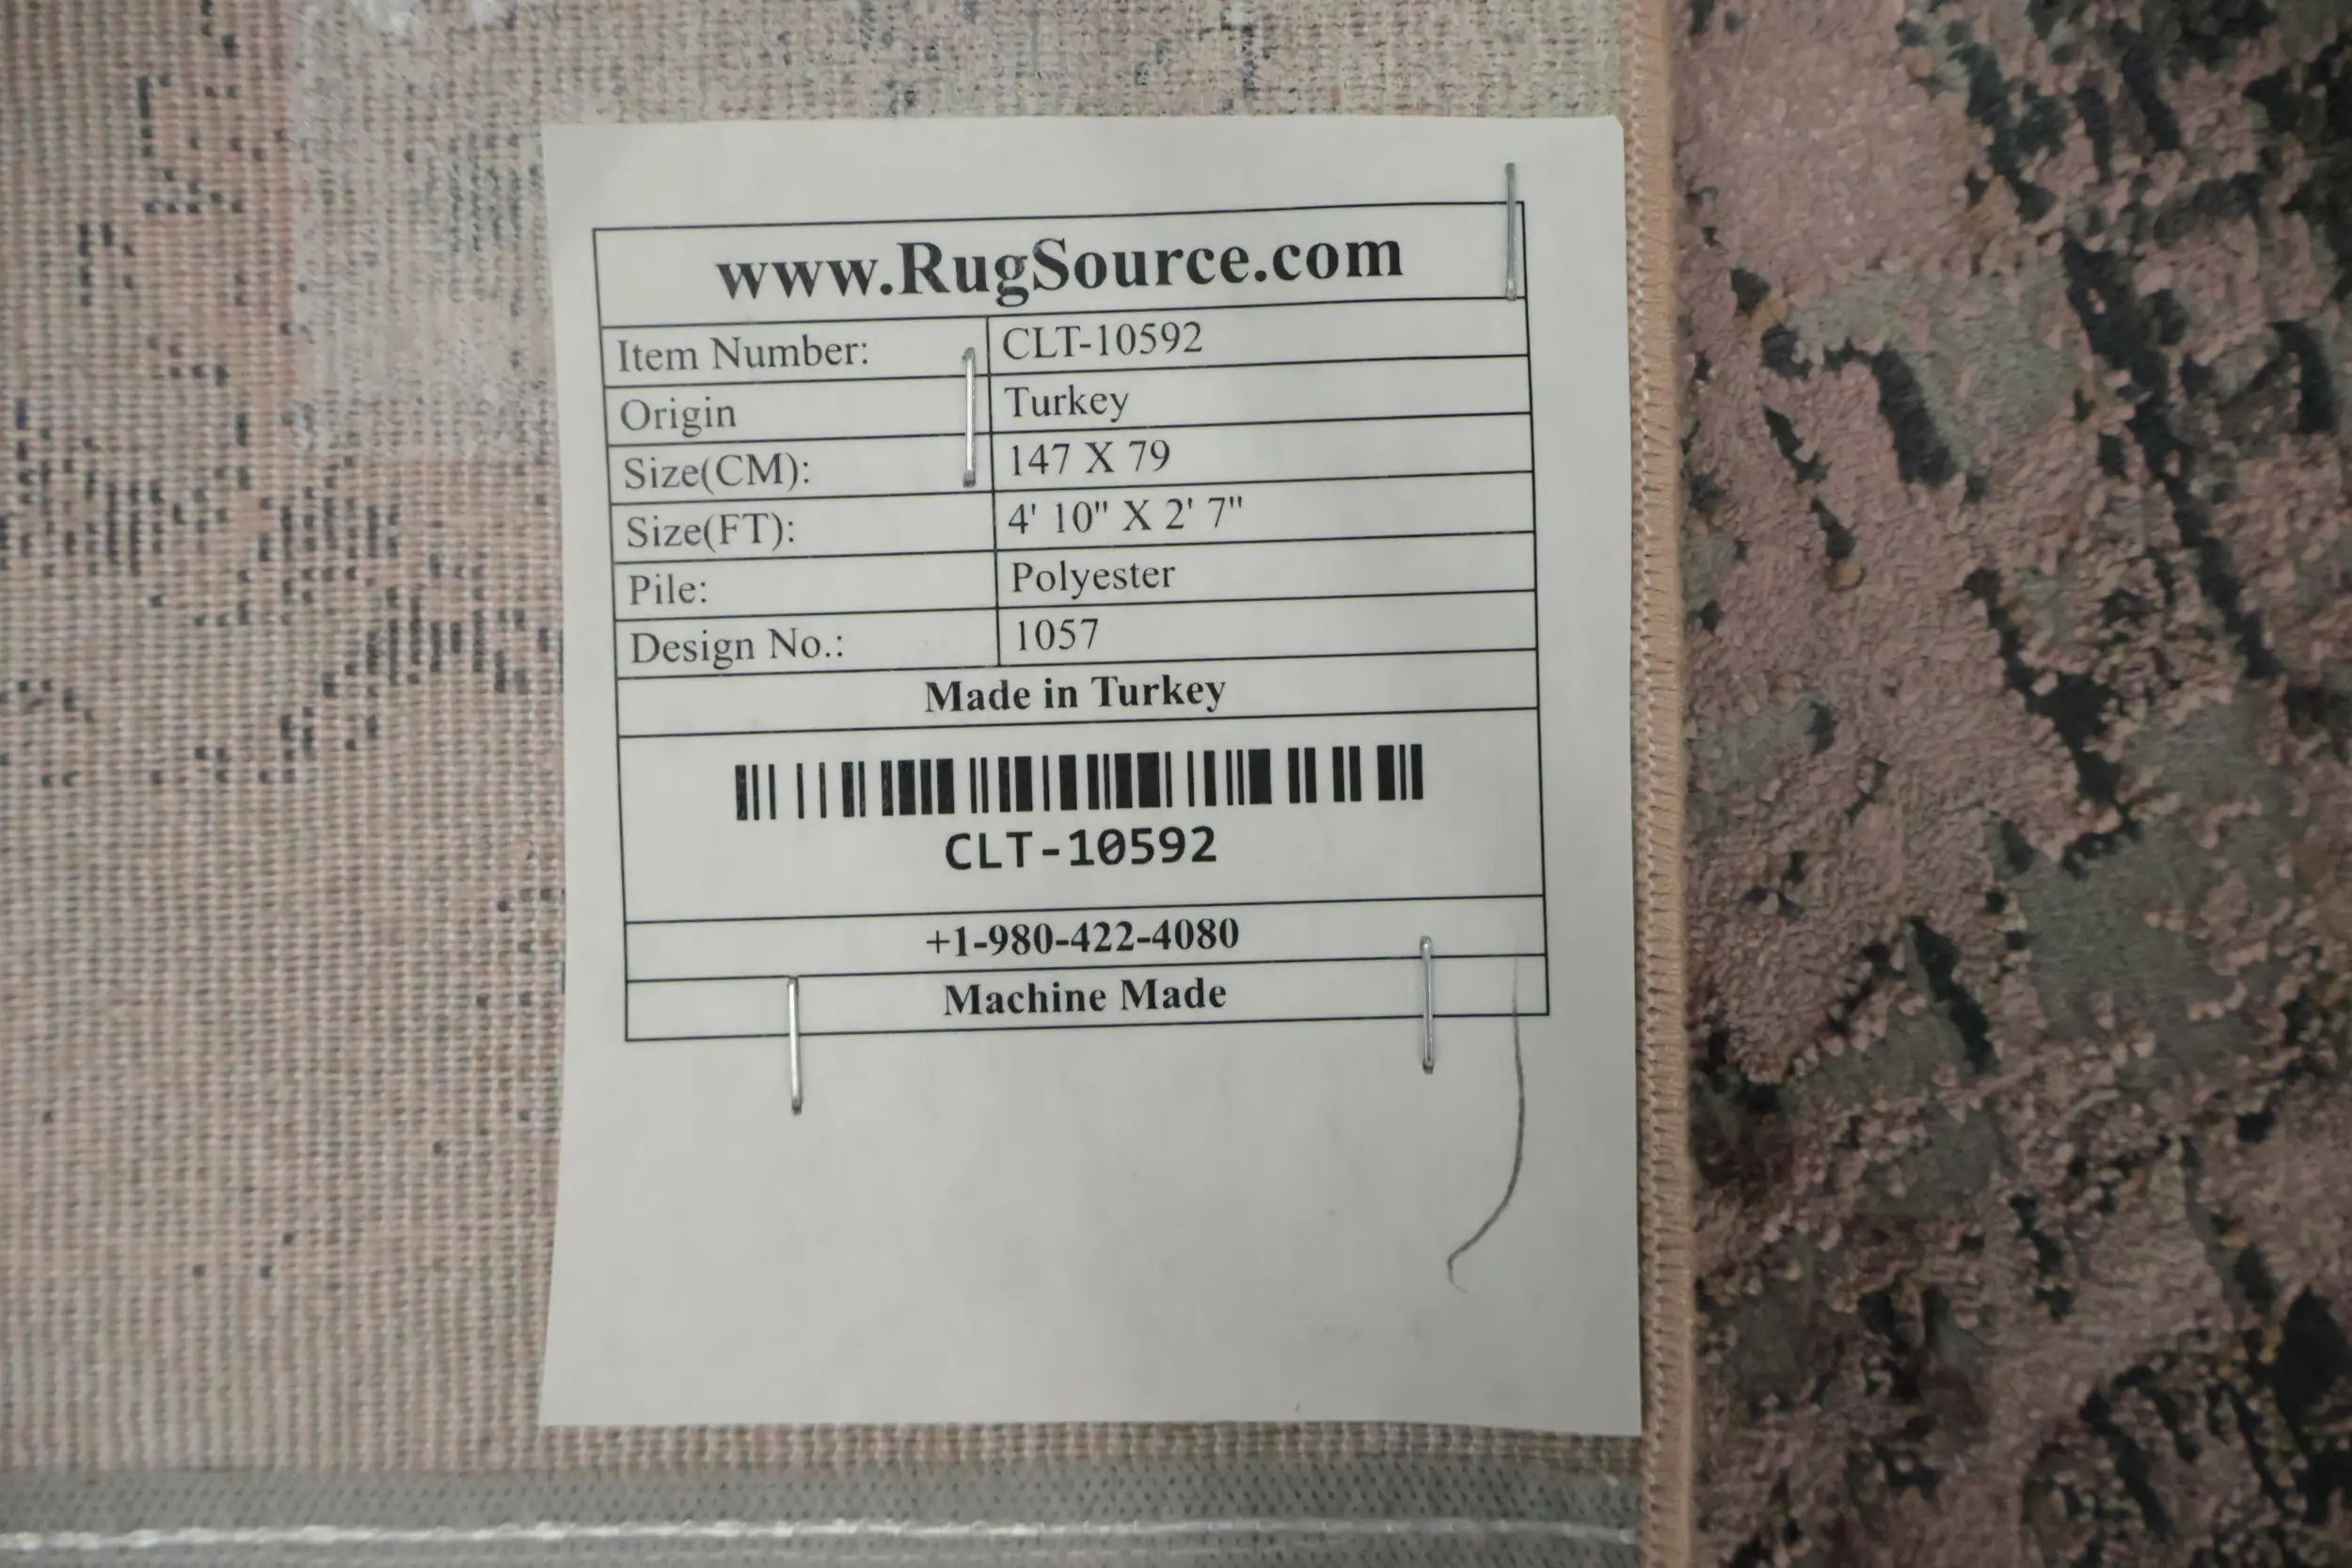 www.RugSource.com
Item Number: CLT-10592
Origin Turkey
Size(CM): 147 X 79
Size(FT): 4' 10" X 2' 7"
Pile: Polyester
Design No.: 1057
Made in Turkey
CLT-10592
+1-980-422-4080
Machine Made